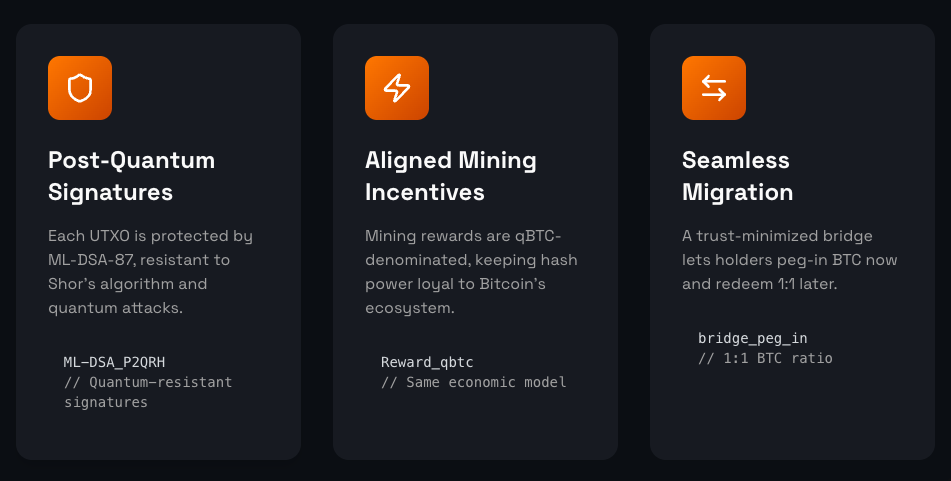 Post-Quantum
Signatures
Each UTXO is protected by
ML-DSA-87, resistant to
Shor's algorithm and
quantum attacks.
ML-DSA_P2QRH
// Quantum-resistant
signatures
Aligned Mining
Incentives
Mining rewards are qBTC-
denominated, keeping hash
power loyal to Bitcoin's
ecosystem.
Reward_qbtc
// Same economic model
Seamless
Migration
A trust-minimized bridge
lets holders peg-in BTC now
and redeem 1:1 later.
bridge_peg_in
// 1:1 BTC ratio